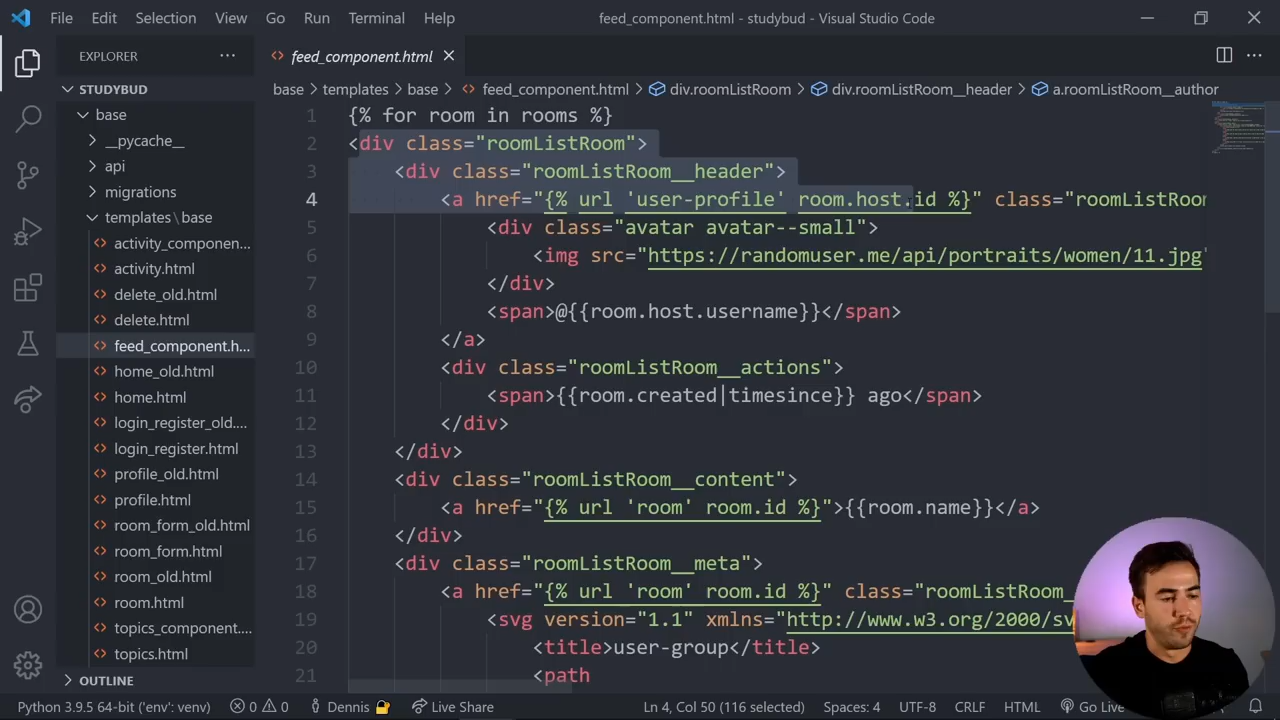 File Edit Selection View Go Run Terminal Help
feed_component.html - studybud - Visual Studio Code
EXPLORER
feed_component.html
STUDYBUD
base
__pycache__
api
migrations
templates\base
activity_componen...
activity.html
delete_old.html
delete.html
feed_component.h...
home_old.html
home.html
login_register_old....
login_register.html
profile_old.html
profile.html
room_form_old.html
room_form.html
room_old.html
room.html
topics_component....
topics.html
OUTLINE
base > templates > base > feed_component.html > div.roomListRoom > div.roomListRoom__header > a.roomListRoom__author
1 {% for room in rooms %}
2 <div class="roomListRoom">
3 <div class="roomListRoom__header">
4 <a href="{% url 'user-profile' room.host.id %}" class="roomListRoo
5 <div class="avatar avatar--small">
6 <img src="https://randomuser.me/api/portraits/women/11.jpg"
7 </div>
8 <span>@{{room.host.username}}</span>
9 </a>
10 <div class="roomListRoom__actions">
11 <span>{{room.created|timesince}} ago</span>
12 </div>
13 </div>
14 <div class="roomListRoom__content">
15 <a href="{% url 'room' room.id %}">{{room.name}}</a>
16 </div>
17 <div class="roomListRoom__meta">
18 <a href="{% url 'room' room.id %}" class="roomListRoom_
19 <svg version="1.1" xmlns="http://www.w3.org/2000/sv
20 <title>user-group</title>
21 <path
Python 3.9.5 64-bit ('env': venv) 0 0 Dennis Live Share Ln 4, Col 50 (116 selected) Spaces: 4 UTF-8 CRLF HTML Go Live